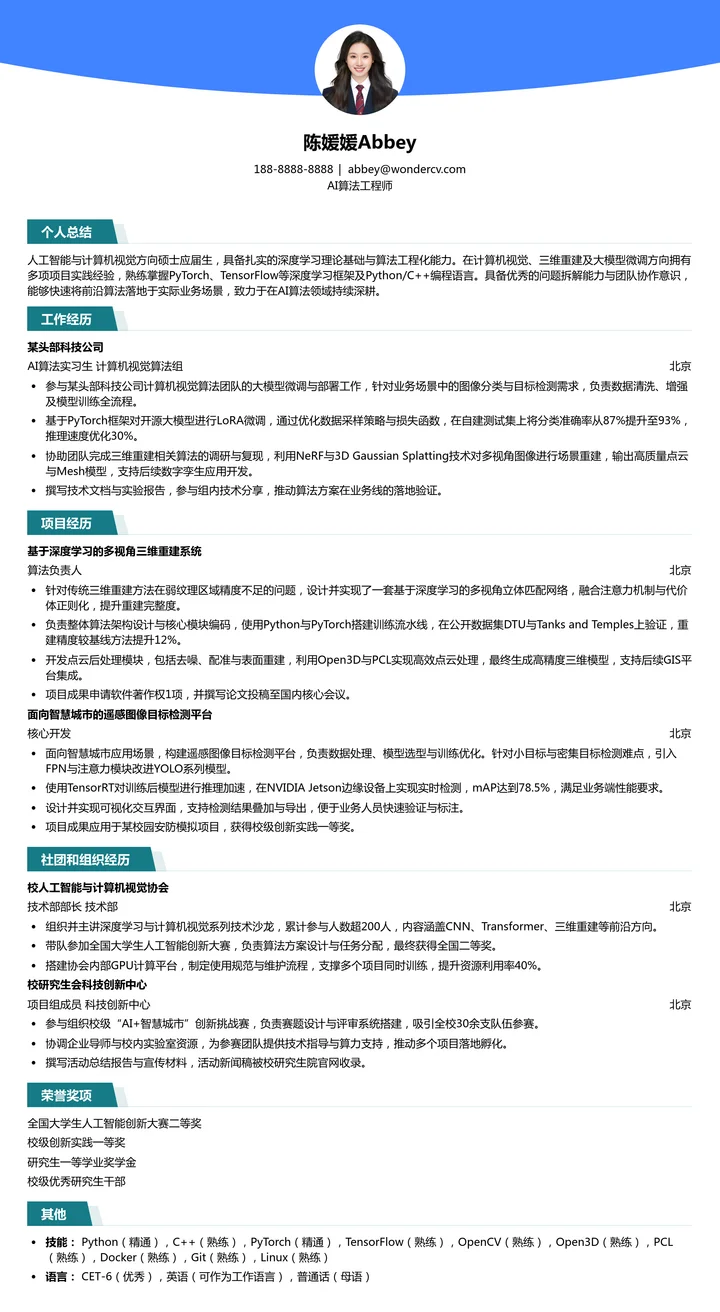 陈媛媛Abbey
188-8888-8888 | abbey@wondercv.com
AI算法工程师
个人总结
人工智能与计算机视觉方向硕士应届生，具备扎实的深度学习理论基础与算法工程化能力。在计算机视觉、三维重建及大模型微调方向拥有
多项项目实践经验，熟练掌握PyTorch、TensorFlow等深度学习框架及Python/C++编程语言。具备优秀的问题拆解能力与团队协作意识，
能够快速将前沿算法落地于实际业务场景，致力于在AI算法领域持续深耕。
工作经历
某头部科技公司
AI算法实习生 计算机视觉算法组 北京
• 参与某头部科技公司计算机视觉算法团队的大模型微调与部署工作，针对业务场景中的图像分类与目标检测需求，负责数据清洗、增强
及模型训练全流程。
• 基于PyTorch框架对开源大模型进行LoRA微调，通过优化数据采样策略与损失函数，在自建测试集上将分类准确率从87%提升至93%，
推理速度优化30%。
• 协助团队完成三维重建相关算法的调研与复现，利用NeRF与3D Gaussian Splatting技术对多视角图像进行场景重建，输出高质量点云
与Mesh模型，支持后续数字孪生应用开发。
• 撰写技术文档与实验报告，参与组内技术分享，推动算法方案在业务线的落地验证。
项目经历
基于深度学习的多视角三维重建系统
算法负责人 北京
• 针对传统三维重建方法在弱纹理区域精度不足的问题，设计并实现了一套基于深度学习的多视角立体匹配网络，融合注意力机制与代价
体正则化，提升重建完整度。
• 负责整体算法架构设计与核心模块编码，使用Python与PyTorch搭建训练流水线，在公开数据集DTU与Tanks and Temples上验证，重
建精度较基线方法提升12%。
• 开发点云后处理模块，包括去噪、配准与表面重建，利用Open3D与PCL实现高效点云处理，最终生成高精度三维模型，支持后续GIS平
台集成。
• 项目成果申请软件著作权1项，并撰写论文投稿至国内核心会议。
面向智慧城市的遥感图像目标检测平台
核心开发 北京
• 面向智慧城市应用场景，构建遥感图像目标检测平台，负责数据处理、模型选型与训练优化。针对小目标与密集目标检测难点，引入
FPN与注意力模块改进YOLO系列模型。
• 使用TensorRT对训练后模型进行推理加速，在NVIDIA Jetson边缘设备上实现实时检测，mAP达到78.5%，满足业务端性能要求。
• 设计并实现可视化交互界面，支持检测结果叠加与导出，便于业务人员快速验证与标注。
• 项目成果应用于某校园安防模拟项目，获得校级创新实践一等奖。
社团和组织经历
校人工智能与计算机视觉协会
技术部部长 技术部 北京
• 组织并主讲深度学习与计算机视觉系列技术沙龙，累计参与人数超200人，内容涵盖CNN、Transformer、三维重建等前沿方向。
• 带队参加全国大学生人工智能创新大赛，负责算法方案设计与任务分配，最终获得全国二等奖。
• 搭建协会内部GPU计算平台，制定使用规范与维护流程，支撑多个项目同时训练，提升资源利用率40%。
校研究生会科技创新中心
项目组成员 科技创新中心 北京
• 参与组织校级“AI+智慧城市”创新挑战赛，负责赛题设计与评审系统搭建，吸引全校30余支队伍参赛。
• 协调企业导师与校内实验室资源，为参赛团队提供技术指导与算力支持，推动多个项目落地孵化。
• 撰写活动总结报告与宣传材料，活动新闻稿被校研究生院官网收录。
荣誉奖项
全国大学生人工智能创新大赛二等奖
校级创新实践一等奖
研究生一等学业奖学金
校级优秀研究生干部
其他
• 技能： Python（精通），C++（熟练），PyTorch（精通），TensorFlow（熟练），OpenCV（熟练），Open3D（熟练），PCL
（熟练），Docker（熟练），Git（熟练），Linux（熟练）
• 语言： CET-6（优秀），英语（可作为工作语言），普通话（母语）